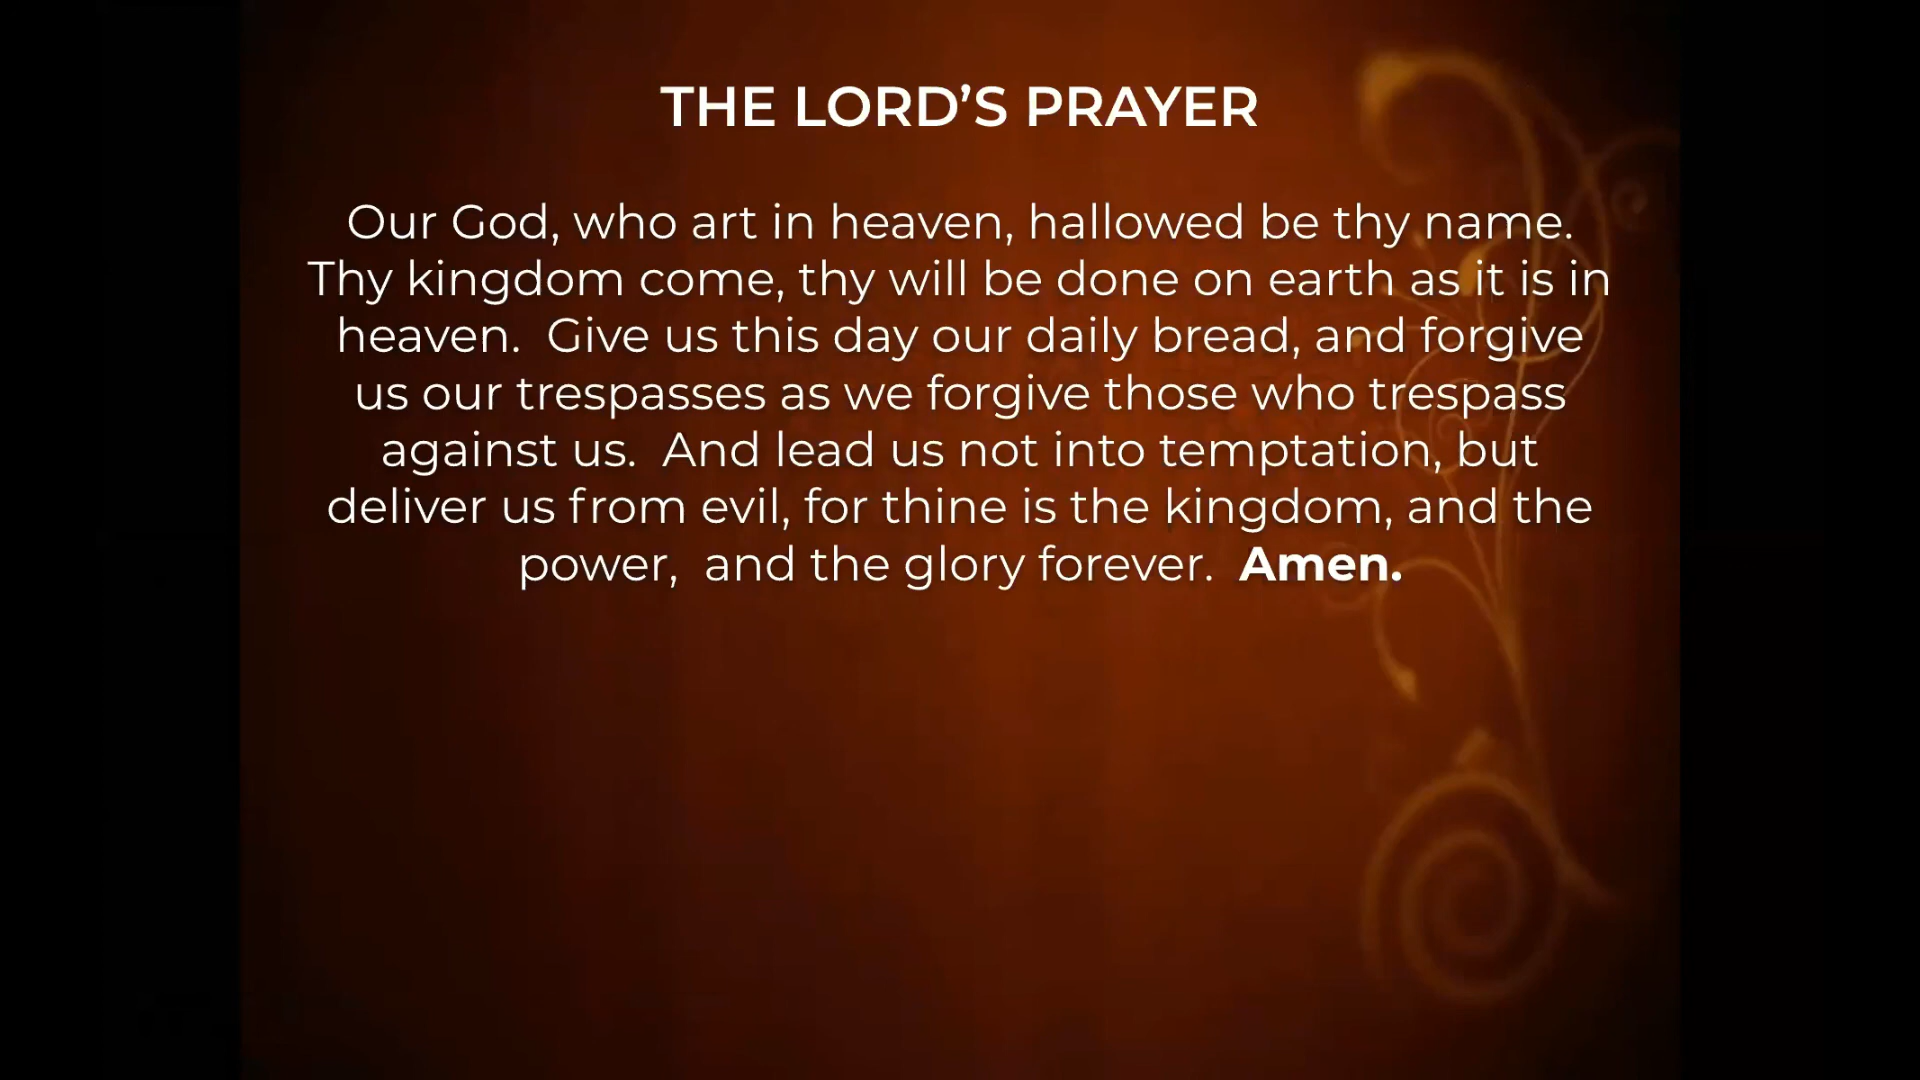 THE LORD’S PRAYER
Our God, who art in heaven, hallowed be thy name.
Thy kingdom come, thy will be done on earth as it is in
heaven.  Give us this day our daily bread, and forgive
us our trespasses as we forgive those who trespass
against us.  And lead us not into temptation, but
deliver us from evil, for thine is the kingdom, and the
power,  and the glory forever.  Amen.